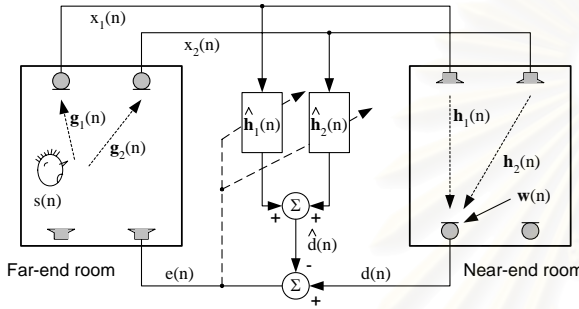 x₁(n)
x₂(n)
g₁(n)
g₂(n)
s(n)
ĥ₁(n)
ĥ₂(n)
h₁(n)
h₂(n)
w(n)
Σ
+
+
d̂(n)
-
Σ
+
e(n)
d(n)
Far-end room
Near-end room